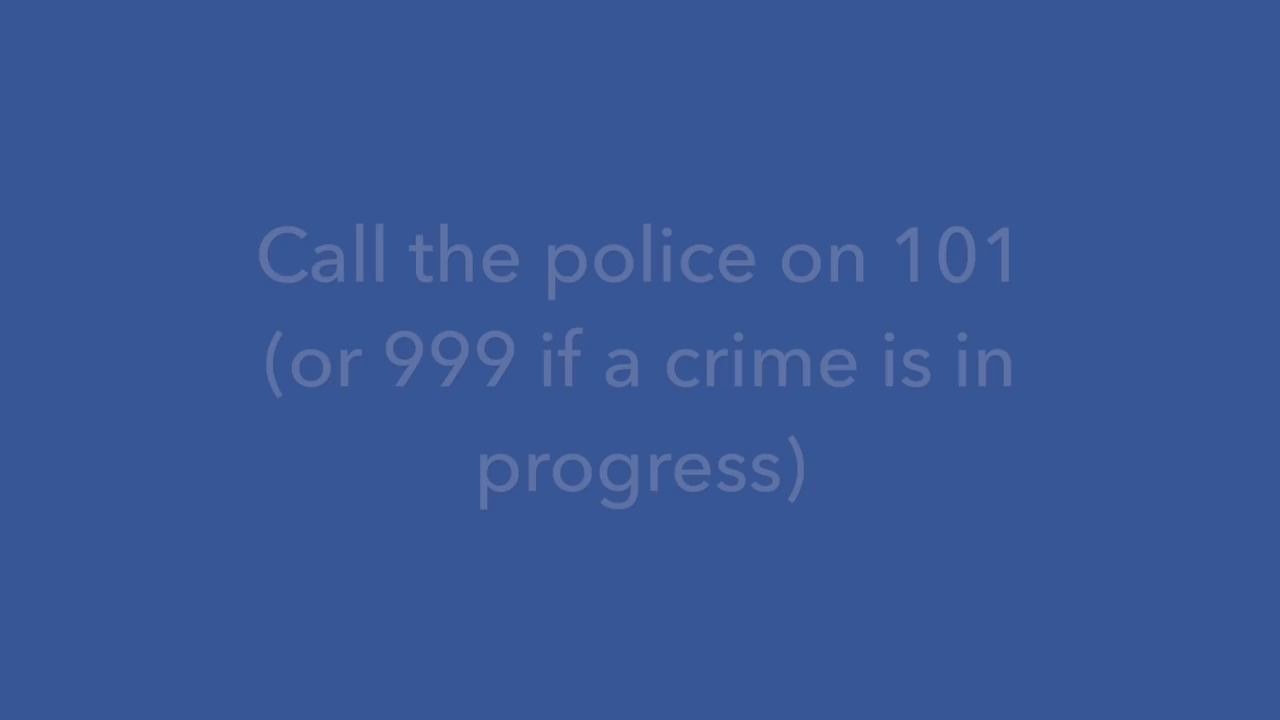 Call the police on 101
(or 999 if a crime is in
progress)